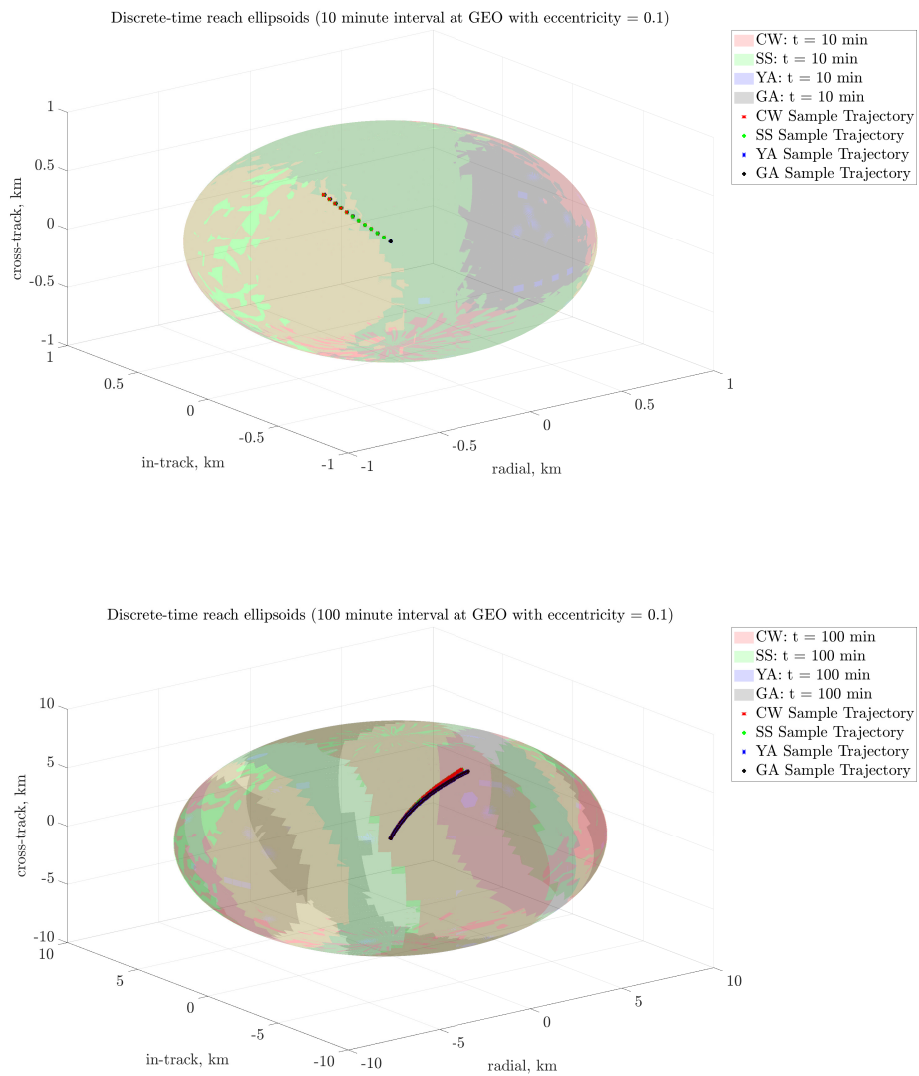 Discrete-time reach ellipsoids (10 minute interval at GEO with eccentricity = 0.1)
CW: t = 10 min
SS: t = 10 min
YA: t = 10 min
GA: t = 10 min
CW Sample Trajectory
SS Sample Trajectory
YA Sample Trajectory
GA Sample Trajectory
1
0.5
0
-0.5
-1
cross-track, km
1
0.5
0
-0.5
-1
in-track, km
-1
-0.5
0
0.5
1
radial, km
Discrete-time reach ellipsoids (100 minute interval at GEO with eccentricity = 0.1)
CW: t = 100 min
SS: t = 100 min
YA: t = 100 min
GA: t = 100 min
CW Sample Trajectory
SS Sample Trajectory
YA Sample Trajectory
GA Sample Trajectory
10
5
0
-5
-10
cross-track, km
10
5
0
-5
-10
in-track, km
-10
-5
0
5
10
radial, km